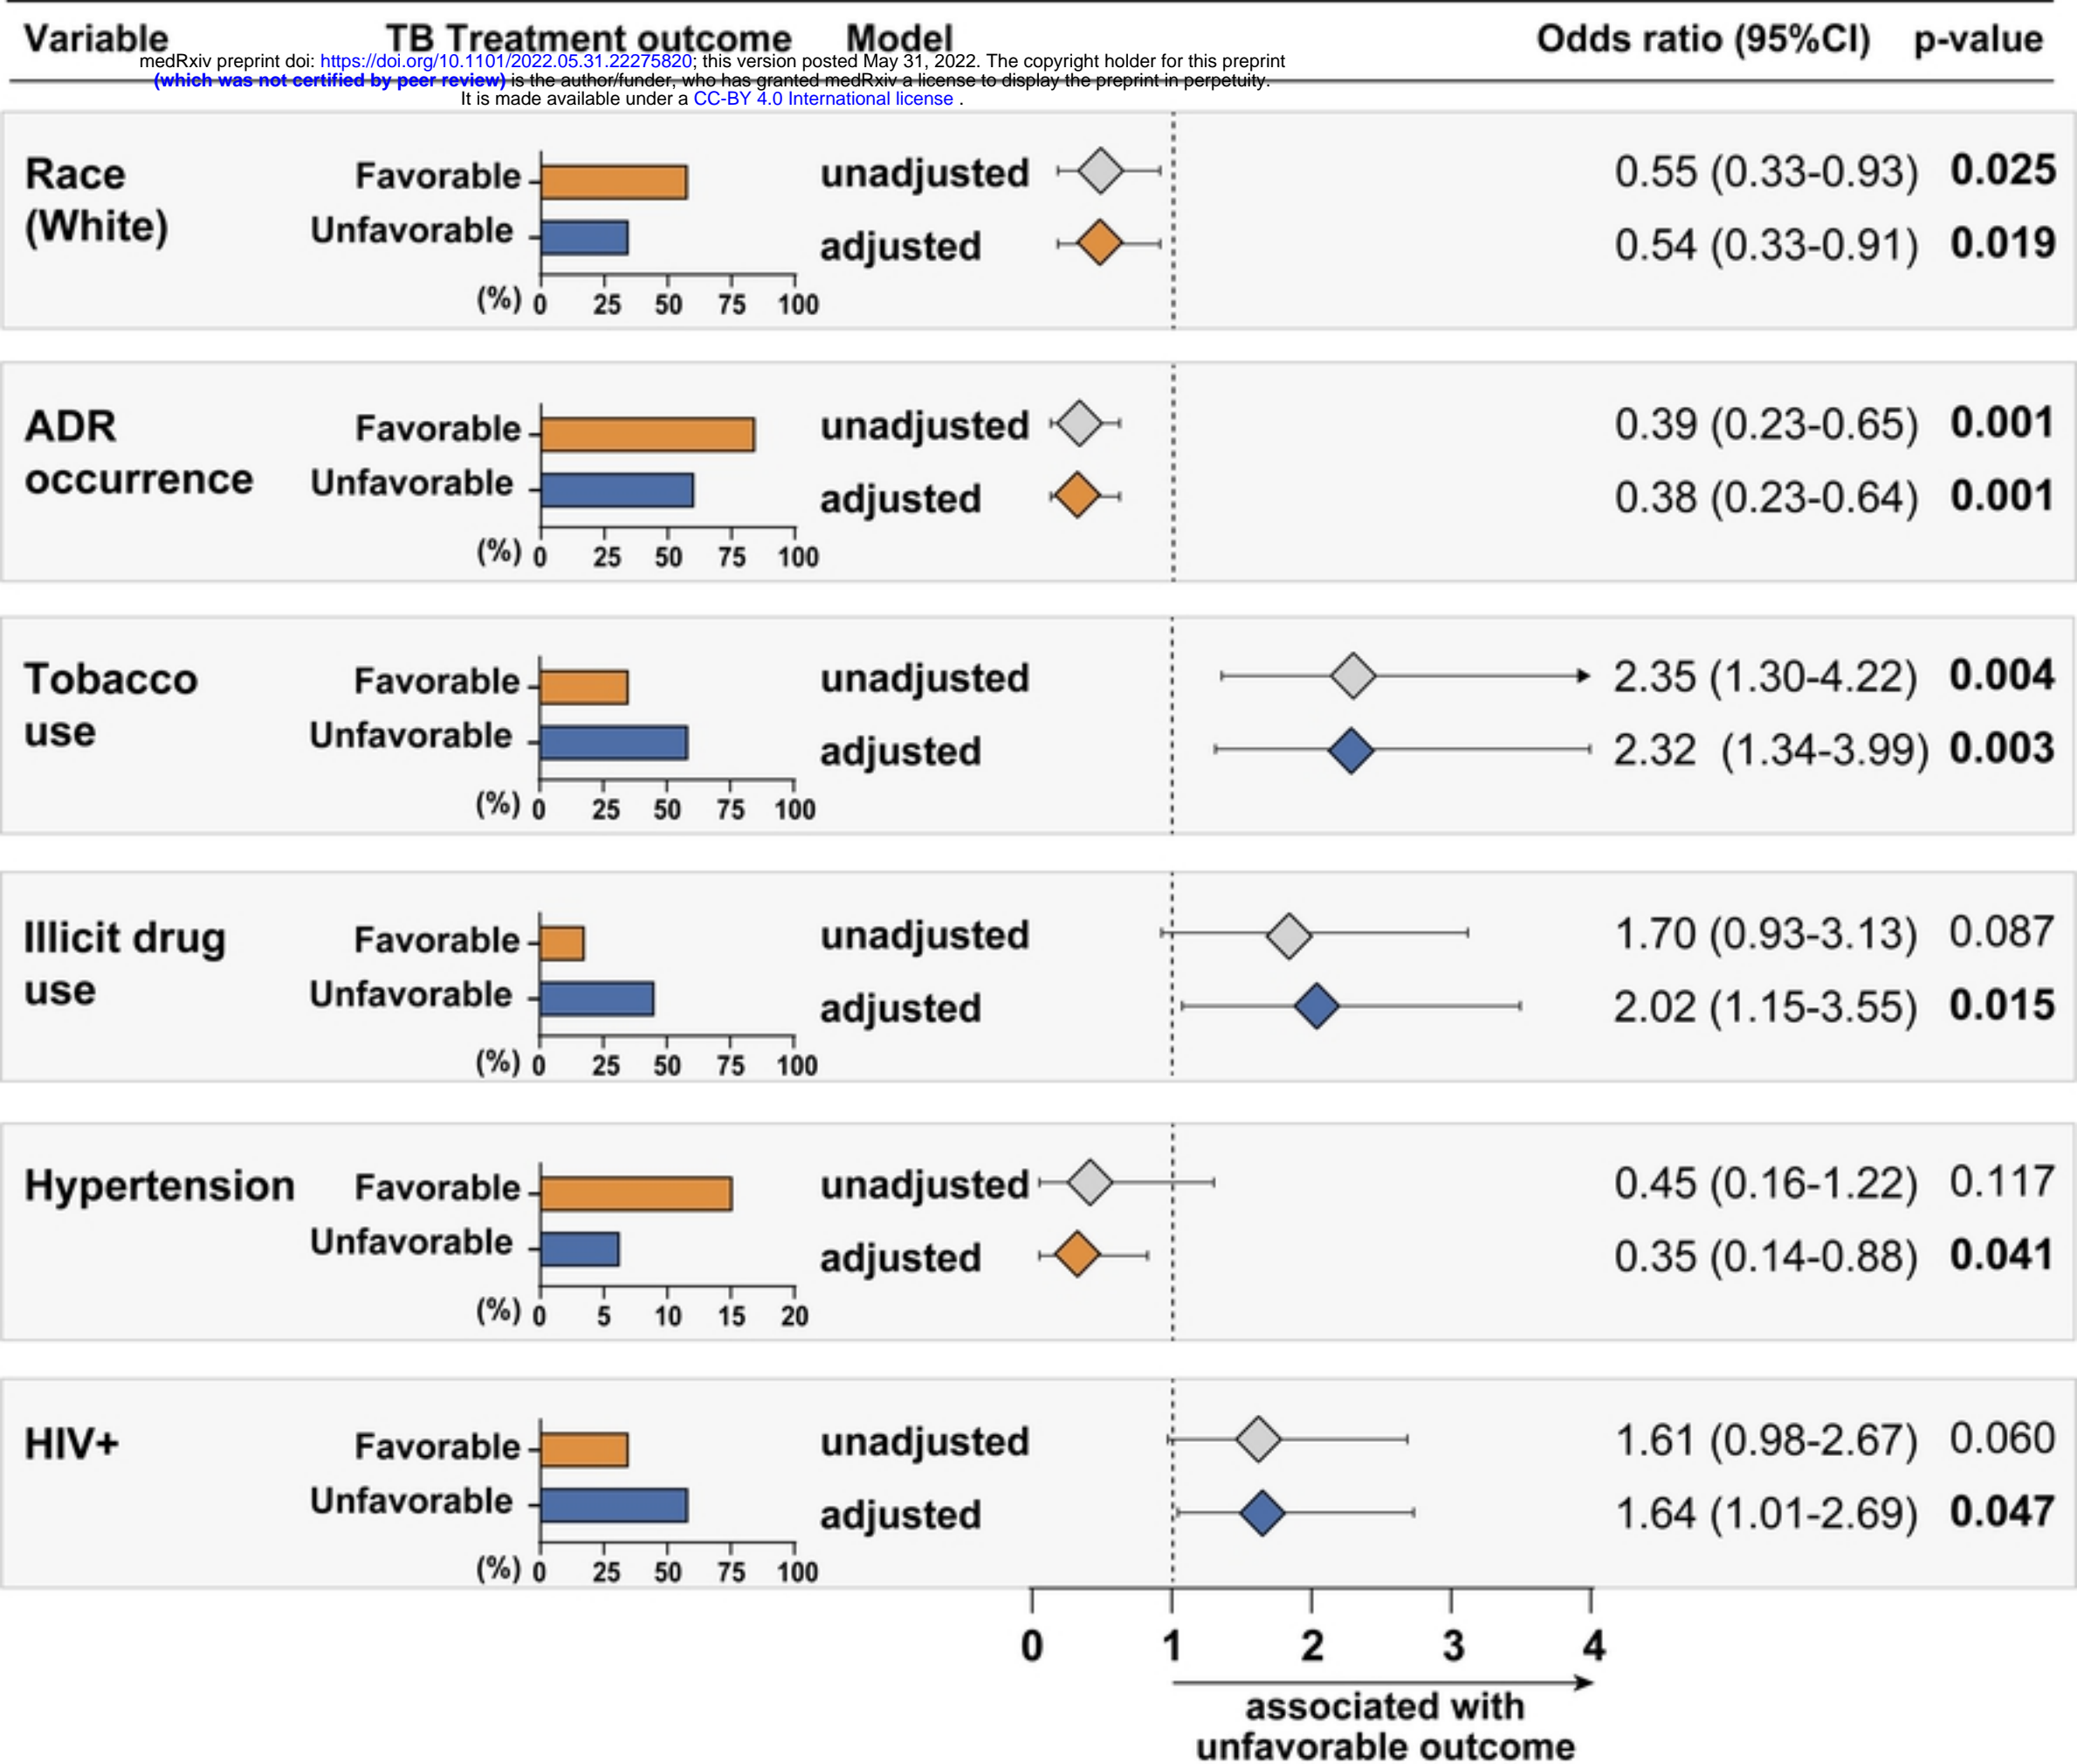 Variable TB Treatment outcome Model Odds ratio (95%CI) p-value
medRxiv preprint doi: https://doi.org/10.1101/2022.05.31.22275820; this version posted May 31, 2022. The copyright holder for this preprint
(which was not certified by peer review) is the author/funder, who has granted medRxiv a license to display the preprint in perpetuity.
It is made available under a CC-BY 4.0 International license .
Race
(White)
Favorable
Unfavorable
(%) 0 25 50 75 100
unadjusted 0.55 (0.33-0.93) 0.025
adjusted 0.54 (0.33-0.91) 0.019
ADR
occurrence
Favorable
Unfavorable
(%) 0 25 50 75 100
unadjusted 0.39 (0.23-0.65) 0.001
adjusted 0.38 (0.23-0.64) 0.001
Tobacco
use
Favorable
Unfavorable
(%) 0 25 50 75 100
unadjusted 2.35 (1.30-4.22) 0.004
adjusted 2.32 (1.34-3.99) 0.003
Illicit drug
use
Favorable
Unfavorable
(%) 0 25 50 75 100
unadjusted 1.70 (0.93-3.13) 0.087
adjusted 2.02 (1.15-3.55) 0.015
Hypertension
Favorable
Unfavorable
(%) 0 5 10 15 20
unadjusted 0.45 (0.16-1.22) 0.117
adjusted 0.35 (0.14-0.88) 0.041
HIV+
Favorable
Unfavorable
(%) 0 25 50 75 100
unadjusted 1.61 (0.98-2.67) 0.060
adjusted 1.64 (1.01-2.69) 0.047
0 1 2 3 4
associated with
unfavorable outcome